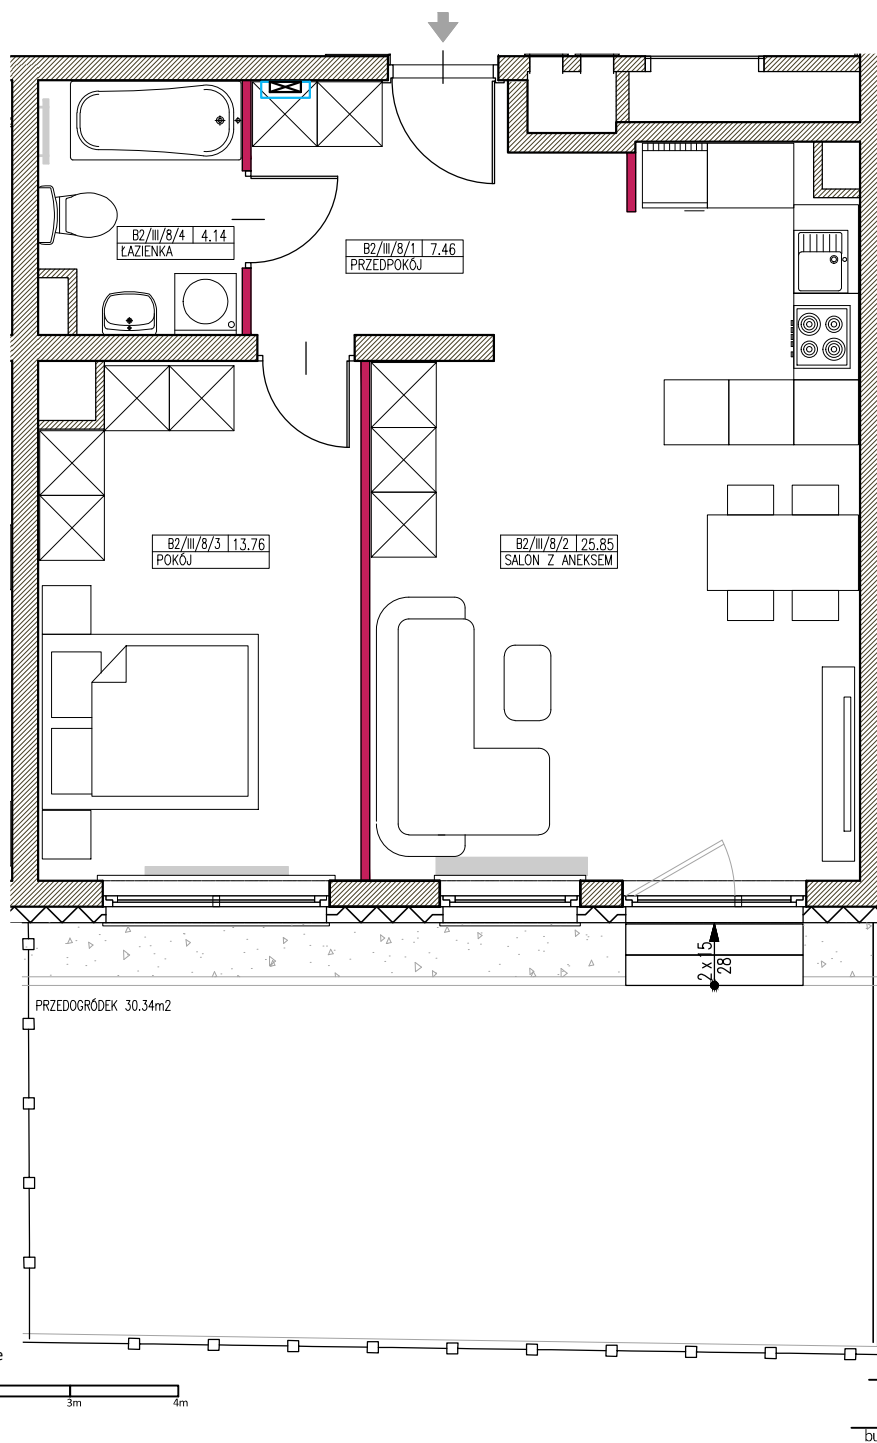 B2/III/8/4 4.14
ŁAZIENKA
B2/III/8/1 7.46
PRZEDPOKÓJ
B2/III/8/3 13.76
POKÓJ
B2/III/8/2 25.85
SALON Z ANEKSEM
2 x 15
28
PRZEDOGRÓDEK 30.34m2
e
3m 4m
bu